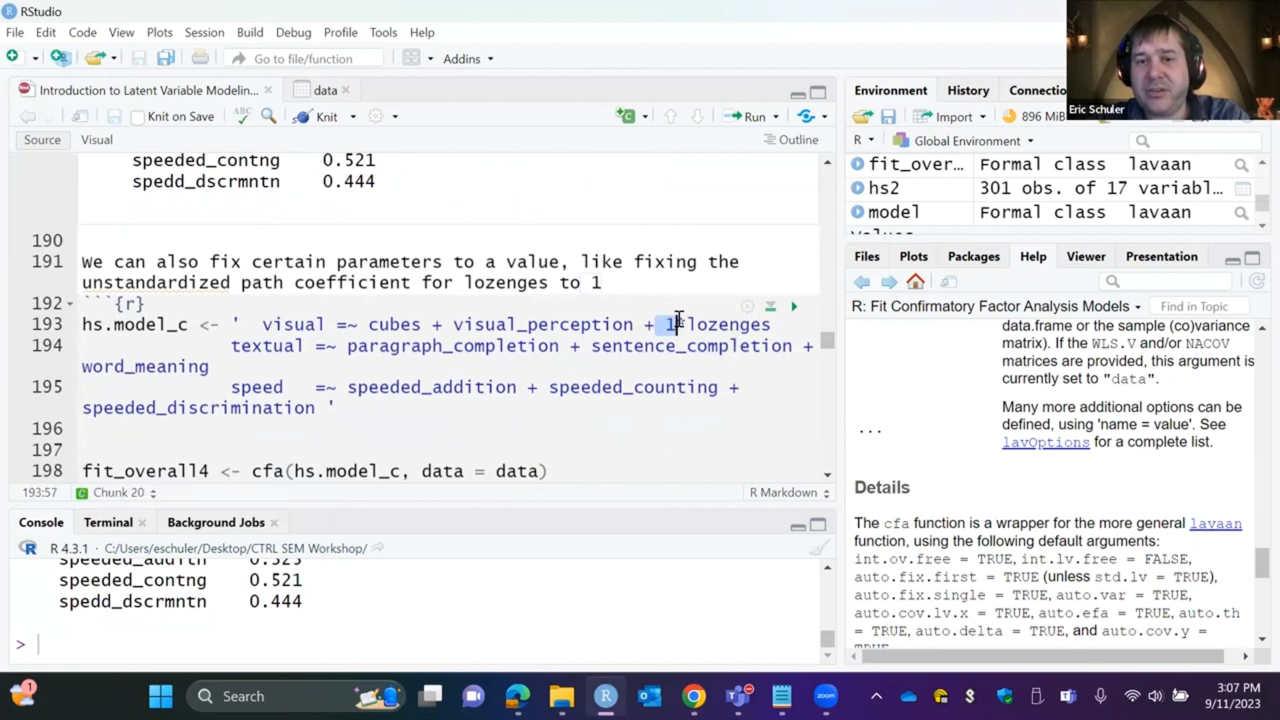 RStudio
File Edit Code View Plots Session Build Debug Profile Tools Help
Go to file/function Addins
Introduction to Latent Variable Modelin... data
Knit on Save ABC Knit Run
Source Visual Outline
speeded_contng 0.521
spedd_dscrmntn 0.444
190
191 We can also fix certain parameters to a value, like fixing the
unstandardized path coefficient for lozenges to 1
192 ```{r}
193 hs.model_c <- ' visual =~ cubes + visual_perception + 1*lozenges
194 textual =~ paragraph_completion + sentence_completion +
word_meaning
195 speed =~ speeded_addition + speeded_counting +
speeded_discrimination '
196
197
198 fit_overall4 <- cfa(hs.model_c, data = data)
193:57 Chunk 20 R Markdown
Console Terminal Background Jobs
R 4.3.1 · C:/Users/eschuler/Desktop/CTRL SEM Workshop/
speeded_additn 0.525
speeded_contng 0.521
spedd_dscrmntn 0.444
>
Eric Schuler
Environment History Connectio
Import 896 MiB
R Global Environment
fit_over… Formal class lavaan
hs2 301 obs. of 17 variabl…
model Formal class lavaan
Values
Files Plots Packages Help Viewer Presentation
R: Fit Confirmatory Factor Analysis Models Find in Topic
data.frame or the sample (co)variance
matrix). If the WLS.V and/or NACOV
matrices are provided, this argument is
currently set to "data".
... Many more additional options can be
defined, using 'name = value'. See
lavOptions for a complete list.
Details
The cfa function is a wrapper for the more general lavaan
function, using the following default arguments:
int.ov.free = TRUE, int.lv.free = FALSE,
auto.fix.first = TRUE (unless std.lv = TRUE),
auto.fix.single = TRUE, auto.var = TRUE,
auto.cov.lv.x = TRUE, auto.efa = TRUE, auto.th
= TRUE, auto.delta = TRUE, and auto.cov.y =
TRUE
1 Search zoom 3:07 PM
9/11/2023